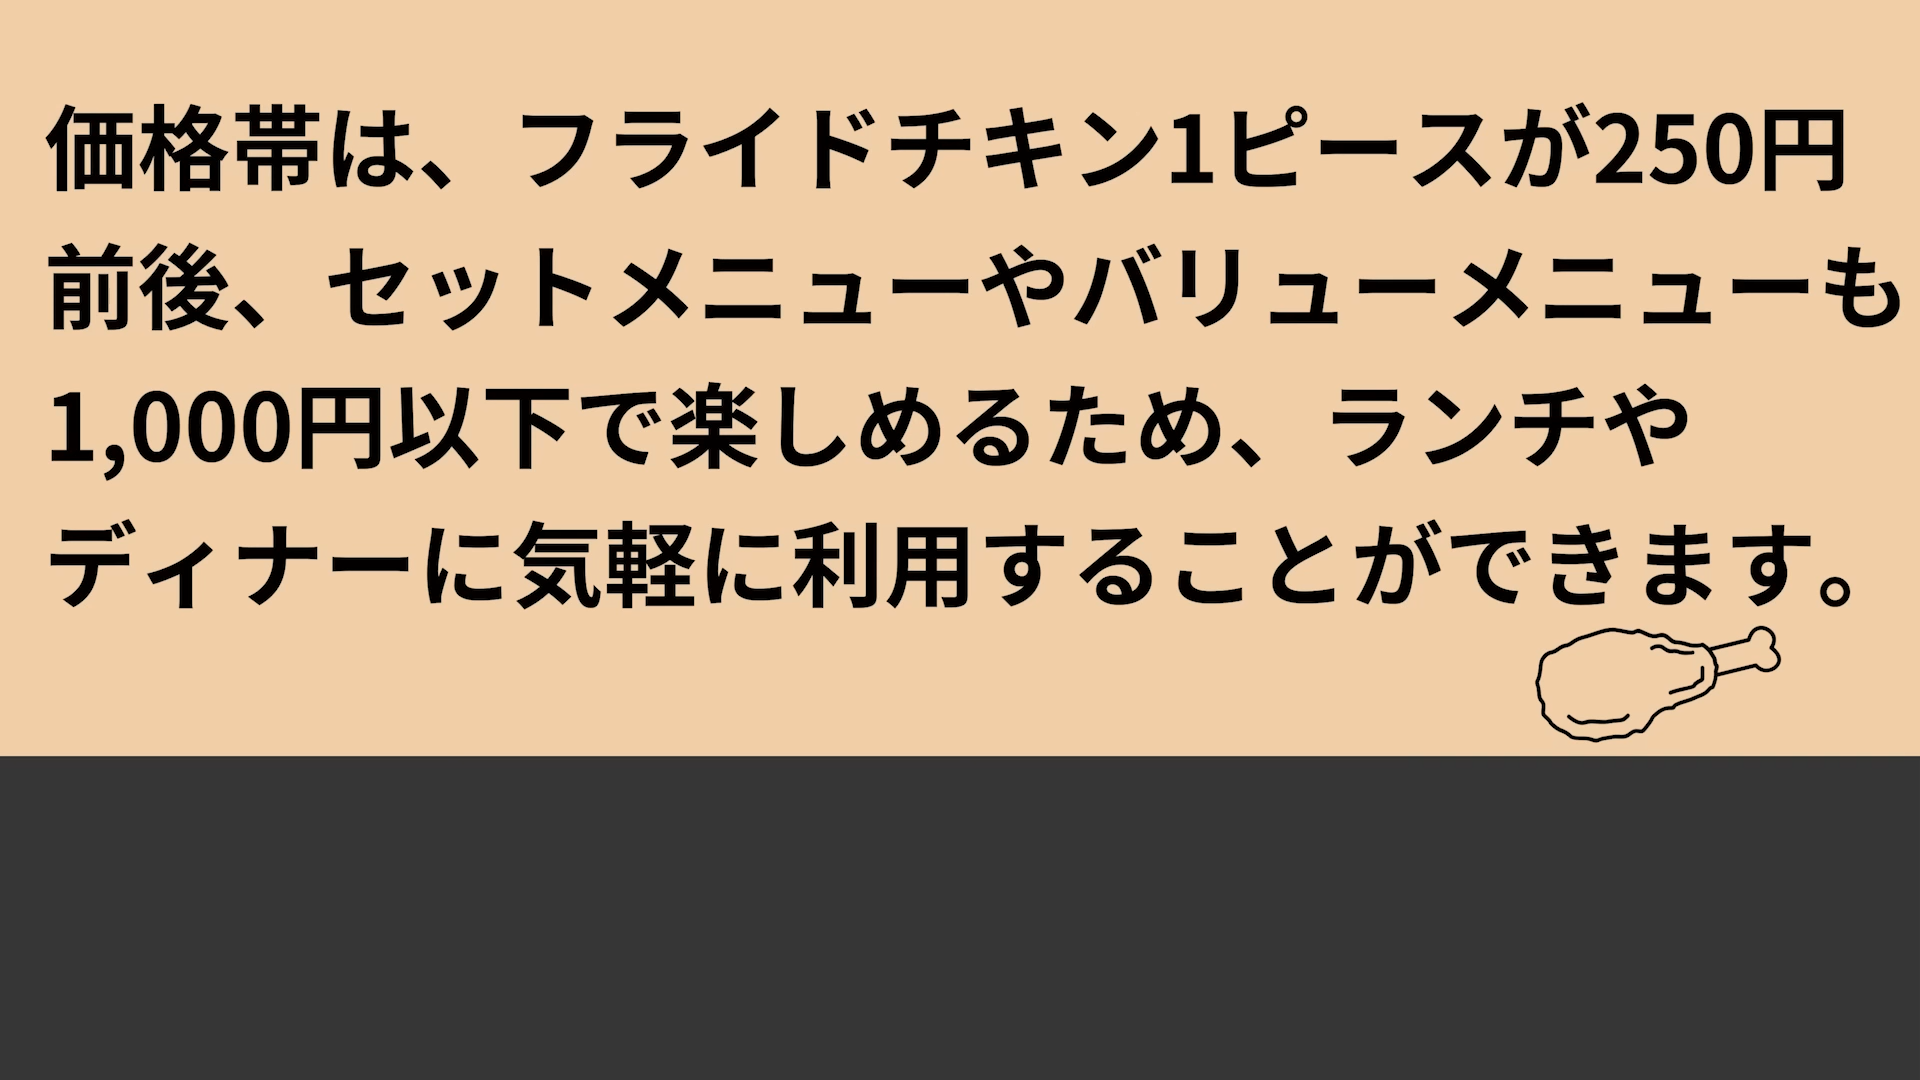 価格帯は、フライドチキン1ピースが250円
前後、セットメニューやバリューメニューも
1,000円以下で楽しめるため、ランチや
ディナーに気軽に利用することができます。